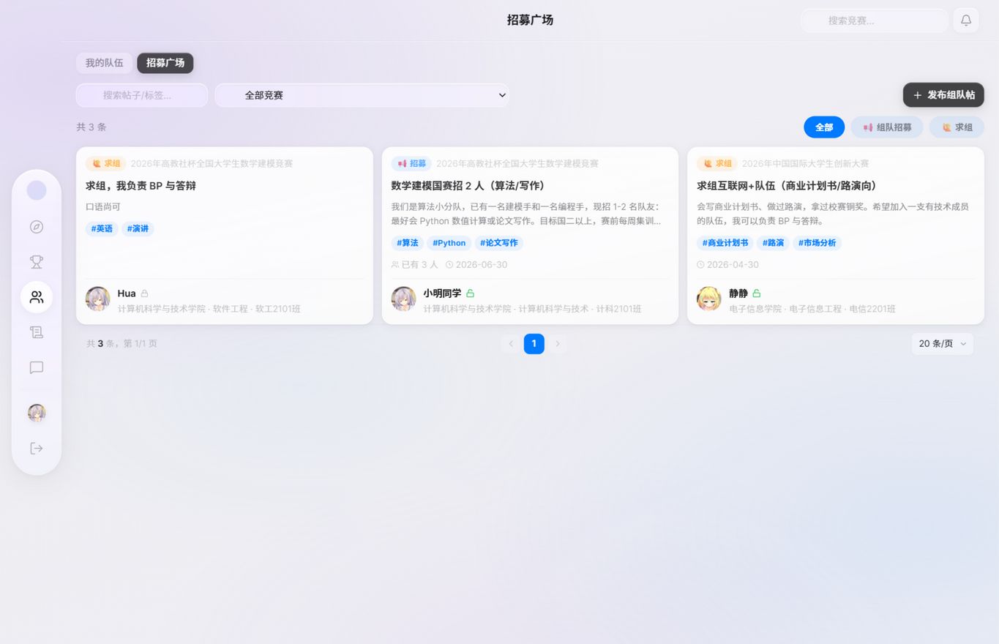 招募广场
搜索竞赛...
我的队伍
招募广场
搜索帖子/标签...
全部竞赛
+ 发布组队帖
共 3 条
全部
组队招募
求组
求组 2026年高教社杯全国大学生数学建模竞赛
求组，我负责 BP 与答辩
口语尚可
#英语 #演讲
Hua
计算机科学与技术学院 · 软件工程 · 软工2101班
招募 2026年高教社杯全国大学生数学建模竞赛
数学建模国赛招 2 人（算法/写作）
我们是算法小分队，已有一名建模手和一名编程手，现招 1-2 名队友：
最好会 Python 数值计算或论文写作。目标国二以上，赛前每周集训...
#算法 #Python #论文写作
已有 3 人 2026-06-30
小明同学
计算机科学与技术学院 · 计算机科学与技术 · 计科2101班
求组 2026年中国国际大学生创新大赛
求组互联网+队伍（商业计划书/路演向）
会写商业计划书、做过路演，拿过校赛铜奖。希望加入一支有技术成员
的队伍，我可以负责 BP 与答辩。
#商业计划书 #路演 #市场分析
2026-04-30
静静
电子信息学院 · 电子信息工程 · 电信2201班
共 3 条，第 1/1 页
1
20 条/页